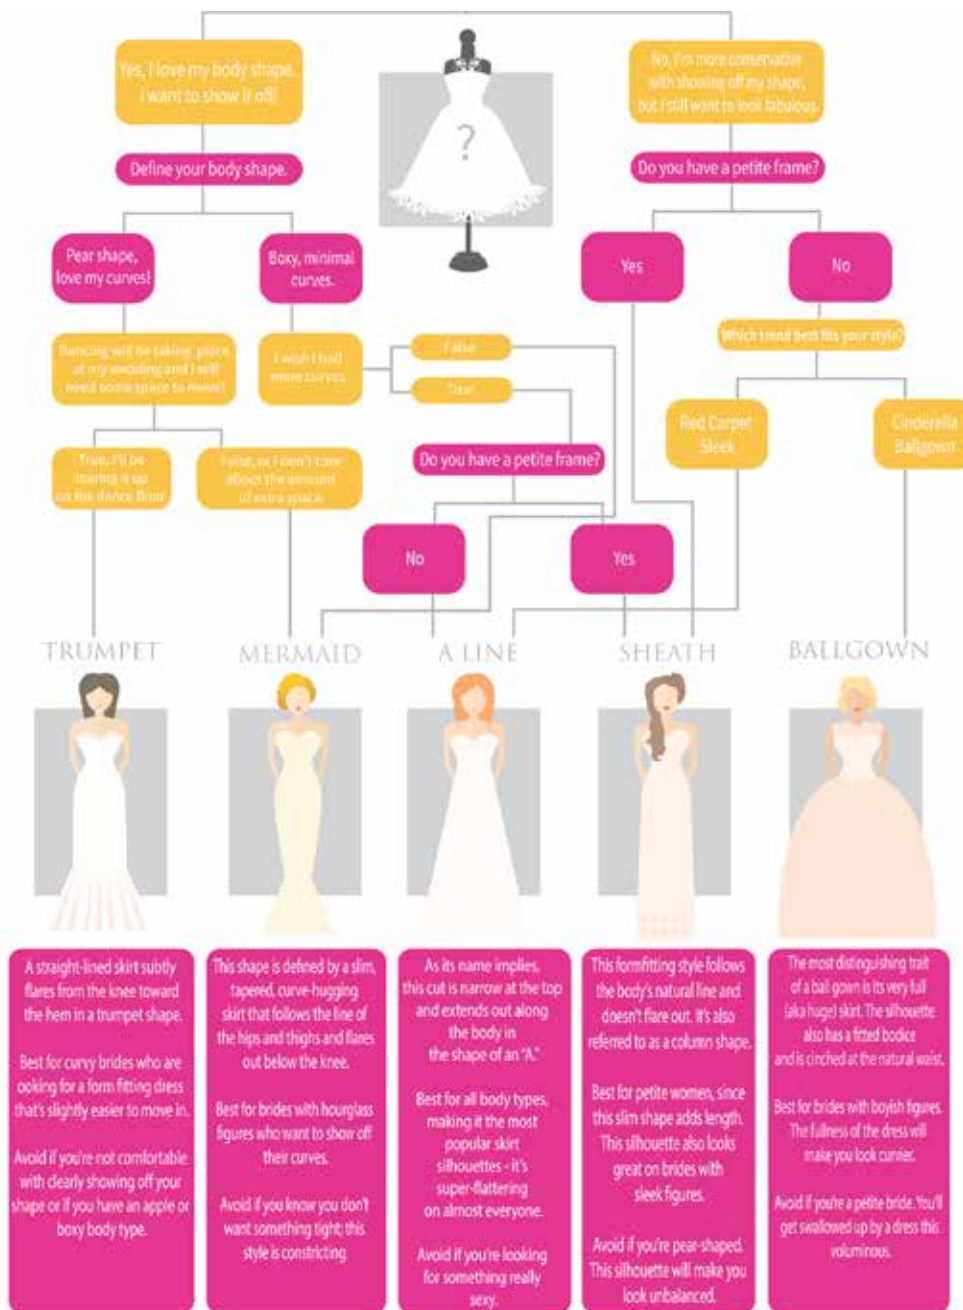 Yes, I love my body shape.
I want to show it off!
No, I'm more conservative
with showing off my shape,
but I still want to look fabulous.
?
Define your body shape.
Do you have a petite frame?
Pear shape,
love my curves!
Boxy, minimal
curves.
Yes
No
Dancing will be taking place
at my wedding and I will
need some space to move!
I wish I had
more curves.
False
True
Which trend best fits your style?
Red Carpet
Sleek
Cinderella
Ballgown
True, I'll be
tearing it up
on the dance floor
False, or I don't care
about the amount
of extra space.
Do you have a petite frame?
No
Yes
TRUMPET
MERMAID
A LINE
SHEATH
BALLGOWN
A straight-lined skirt subtly
flares from the knee toward
the hem in a trumpet shape.
Best for curvy brides who are
ooking for a form fitting dress
that's slightly easier to move in.
Avoid if you're not comfortable
with clearly showing off your
shape or if you have an apple or
boxy body type.
This shape is defined by a slim,
tapered, curve-hugging
skirt that follows the line of
the hips and thighs and flares
out below the knee.
Best for brides with hourglass
figures who want to show off
their curves.
Avoid if you know you don't
want something tight; this
style is constricting
As its name implies,
this cut is narrow at the top
and extends out along
the body in
the shape of an "A."
Best for all body types,
making it the most
popular skirt
silhouettes - it's
super-flattering
on almost everyone.
Avoid if you're looking
for something really
sexy.
This formfitting style follows
the body's natural line and
doesn't flare out. It's also
referred to as a column shape.
Best for petite women, since
this slim shape adds length.
This silhouette also looks
great on brides with
sleek figures.
Avoid if you're pear-shaped.
This silhouette will make you
look unbalanced.
The most distinguishing trait
of a ball gown is its very full
(aka huge) skirt. The silhouette
also has a fitted bodice
and is cinched at the natural waist.
Best for brides with boyish figures.
The fullness of the dress will
make you look curvier.
Avoid if you're a petite bride. You'll
get swallowed up by a dress this
voluminous.